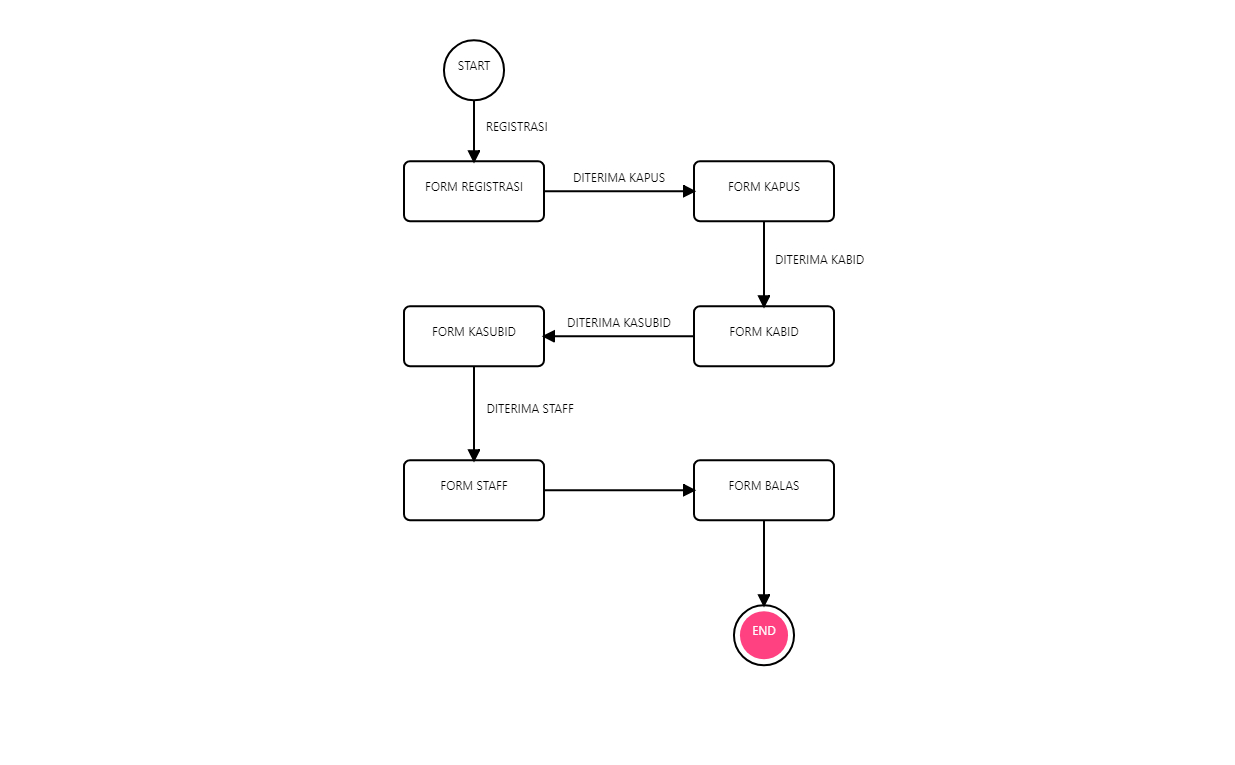 START
REGISTRASI
FORM REGISTRASI
DITERIMA KAPUS
FORM KAPUS
DITERIMA KABID
FORM KABID
DITERIMA KASUBID
FORM KASUBID
DITERIMA STAFF
FORM STAFF
FORM BALAS
END